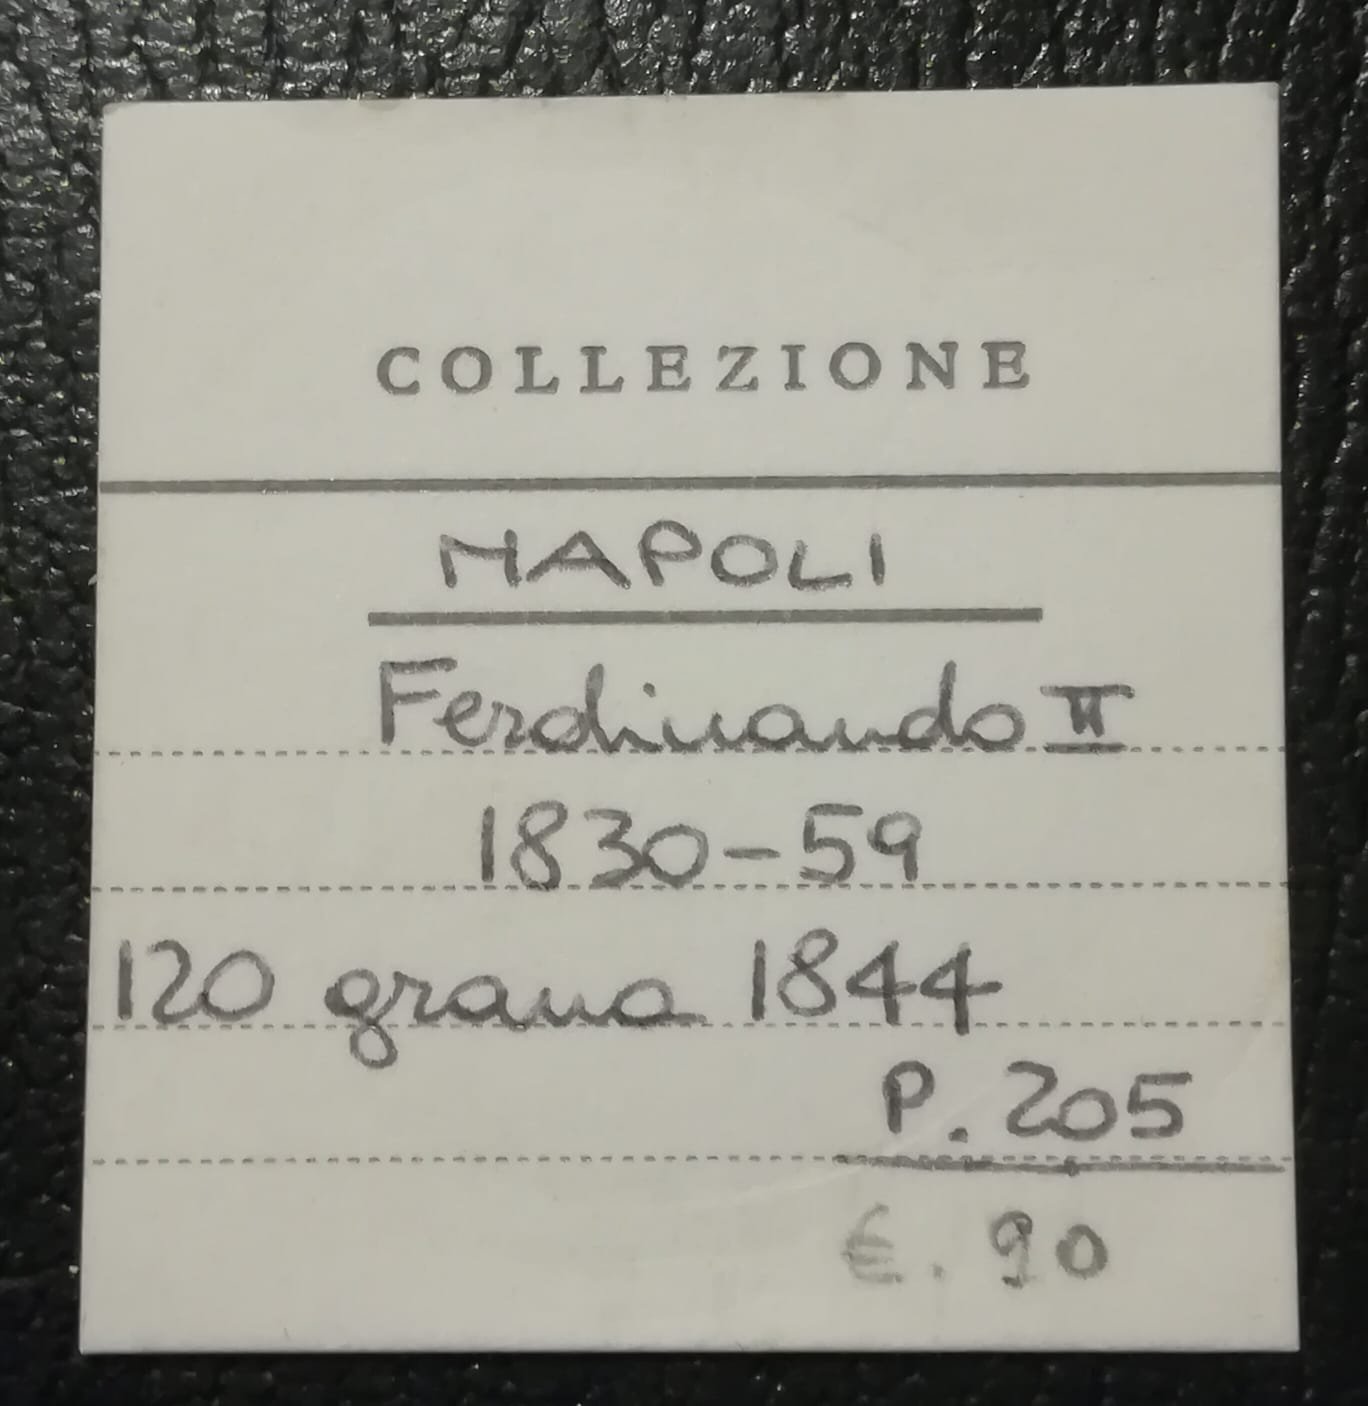 COLLEZIONE
NAPOLI
Ferdinando II
1830-59
120 grana 1844
P. 205
€. 90